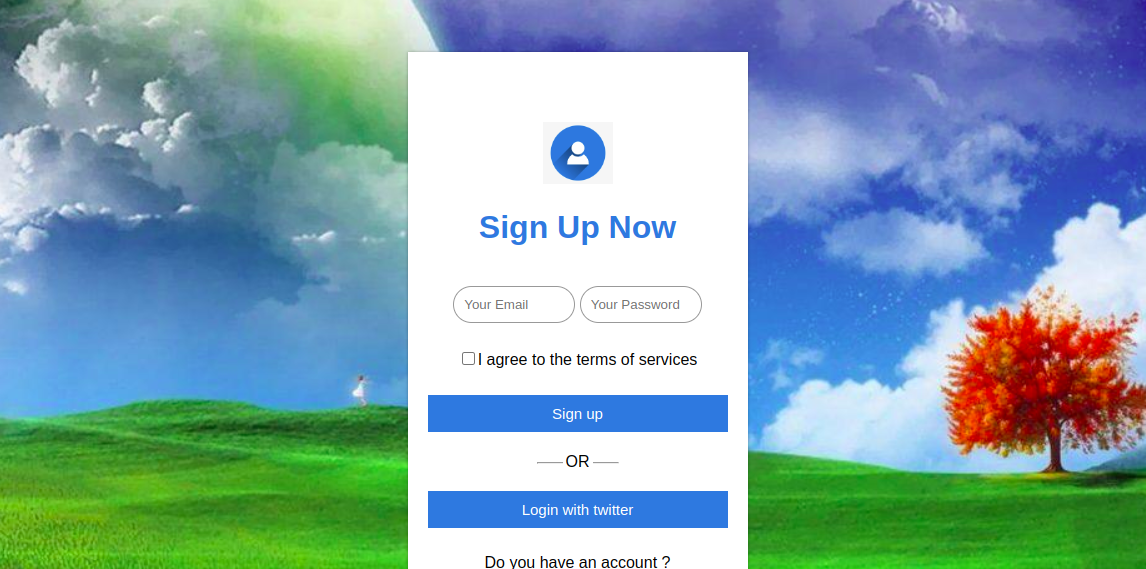 Sign Up Now
Your Email Your Password
I agree to the terms of services
Sign up
OR
Login with twitter
Do you have an account ?